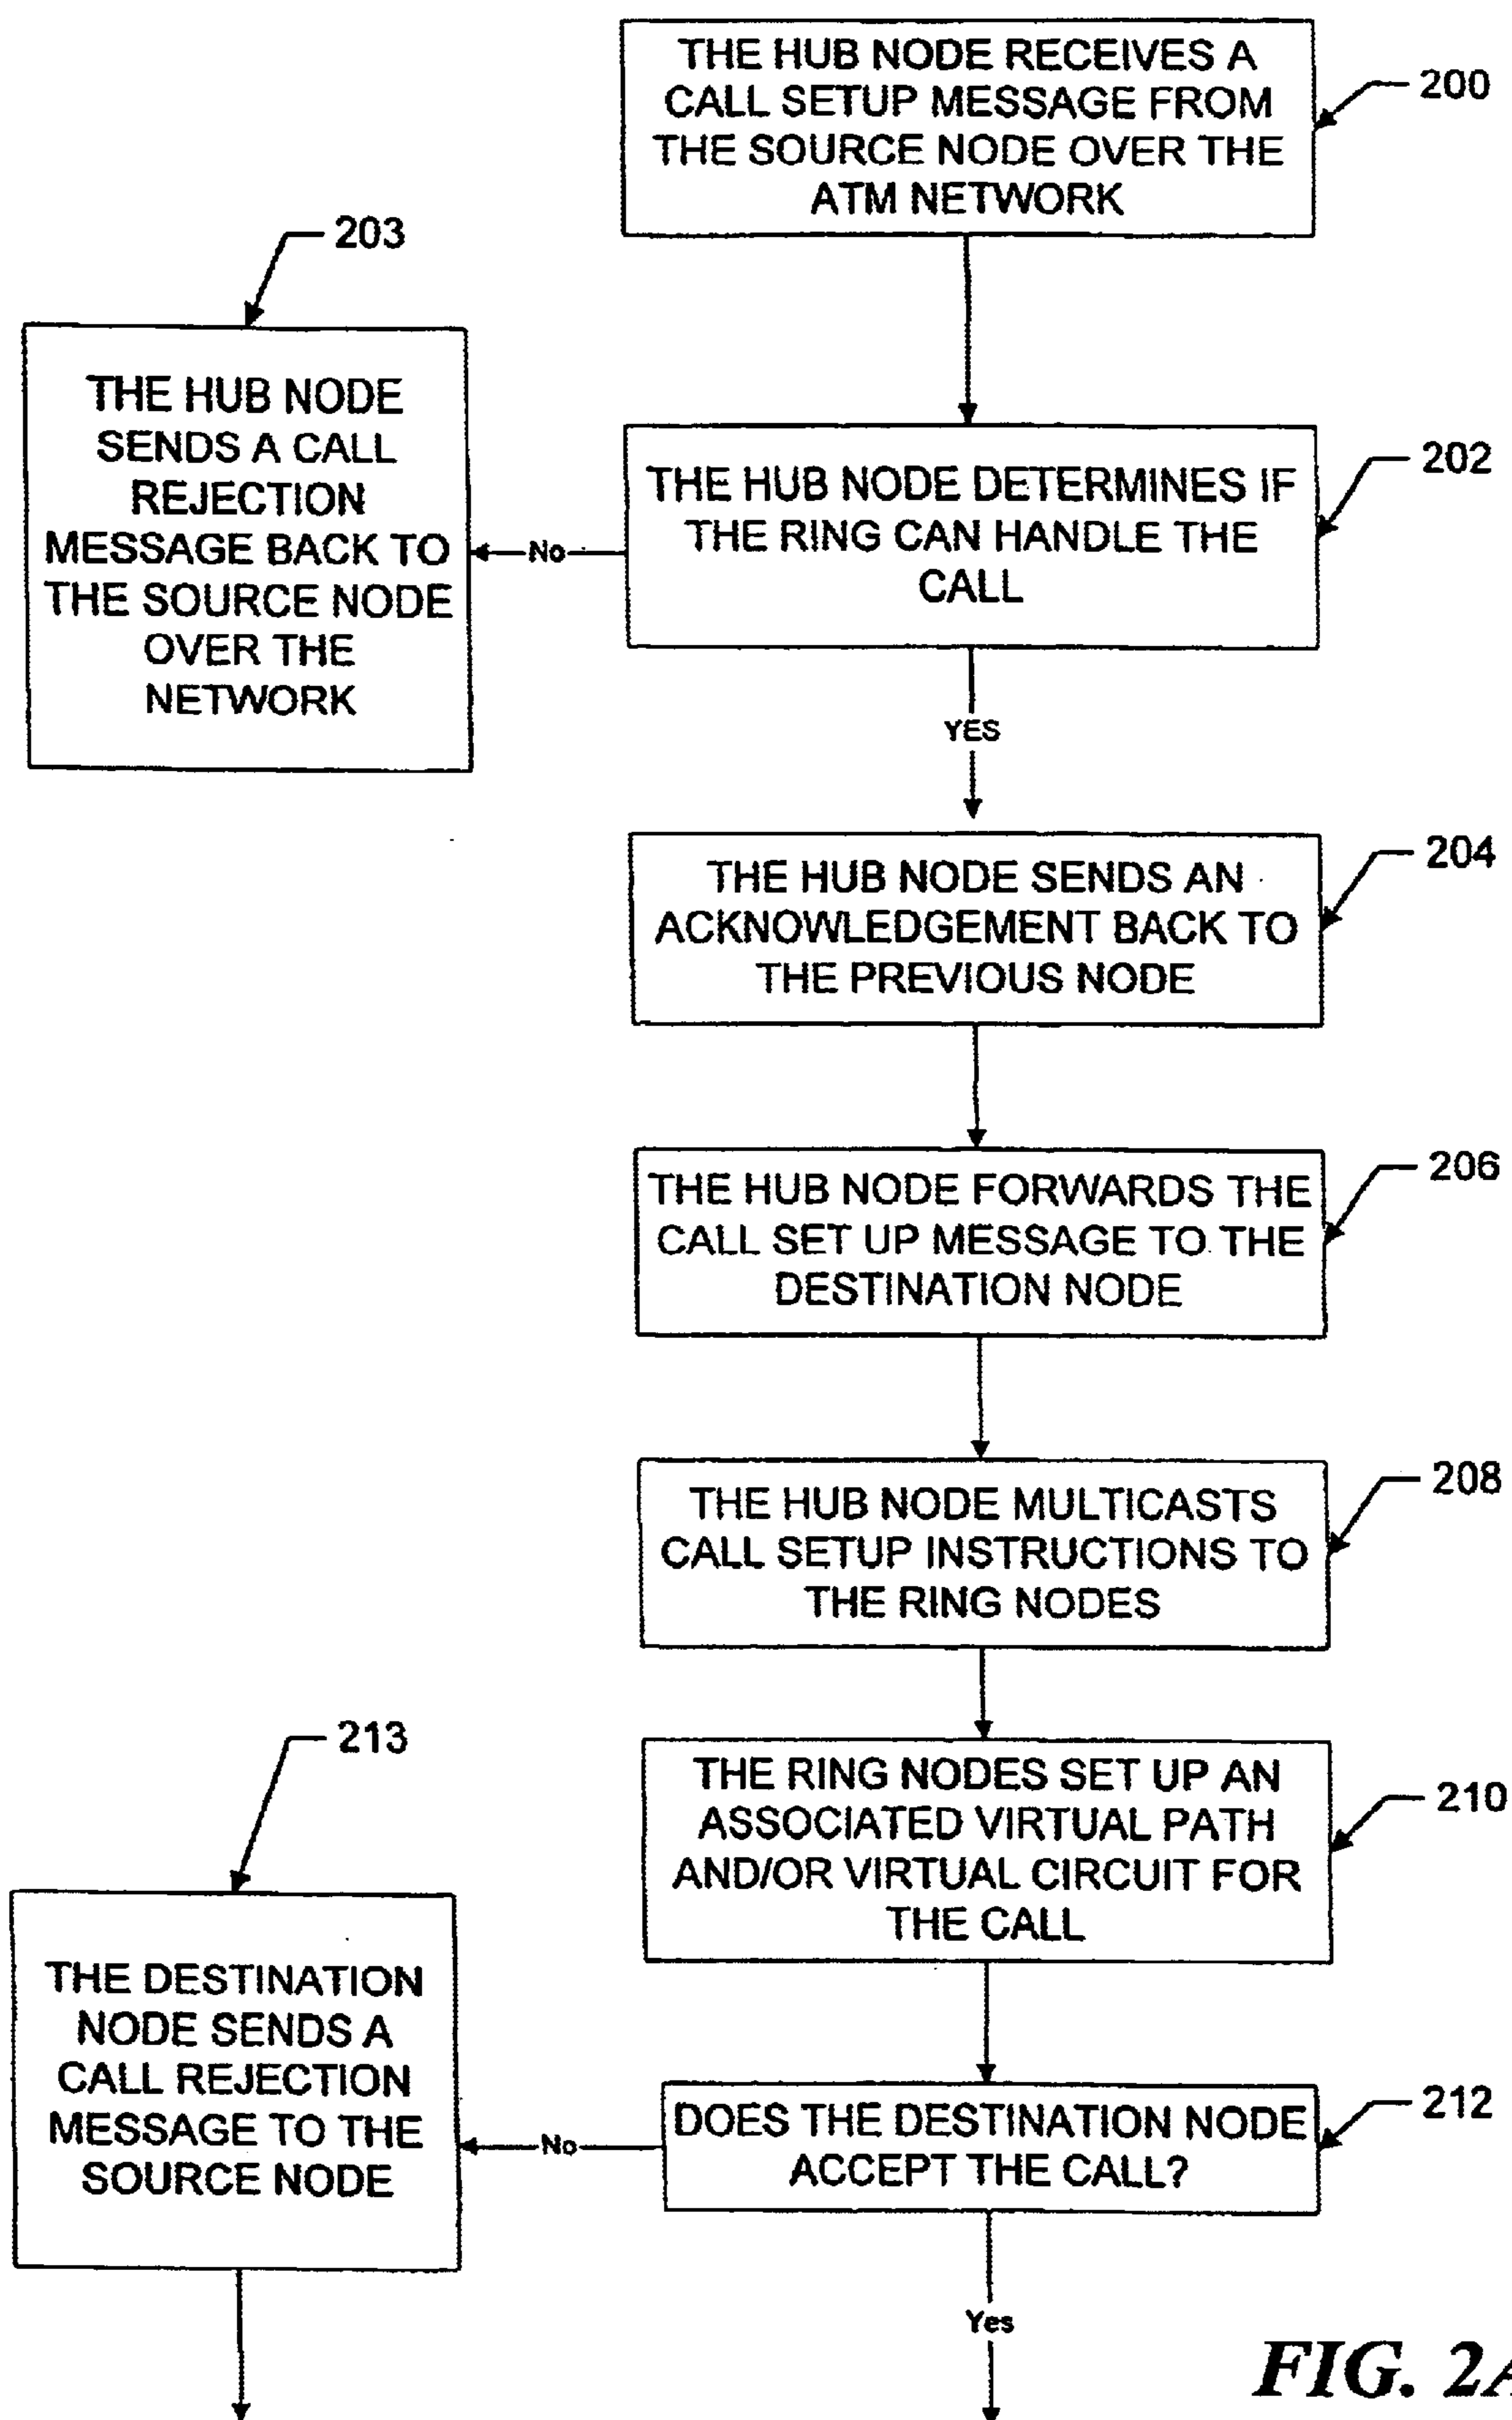 THE HUB NODE RECEIVES A
CALL SETUP MESSAGE FROM
THE SOURCE NODE OVER THE
ATM NETWORK
200
203
THE HUB NODE
SENDS A CALL
REJECTION
MESSAGE BACK TO
THE SOURCE NODE
OVER THE
NETWORK
No
THE HUB NODE DETERMINES IF
THE RING CAN HANDLE THE
CALL
202
YES
THE HUB NODE SENDS AN
ACKNOWLEDGEMENT BACK TO
THE PREVIOUS NODE
204
THE HUB NODE FORWARDS THE
CALL SET UP MESSAGE TO THE
DESTINATION NODE
206
THE HUB NODE MULTICASTS
CALL SETUP INSTRUCTIONS TO
THE RING NODES
208
THE RING NODES SET UP AN
ASSOCIATED VIRTUAL PATH
AND/OR VIRTUAL CIRCUIT FOR
THE CALL
210
213
THE DESTINATION
NODE SENDS A
CALL REJECTION
MESSAGE TO THE
SOURCE NODE
No
DOES THE DESTINATION NODE
ACCEPT THE CALL?
212
Yes
FIG. 2A